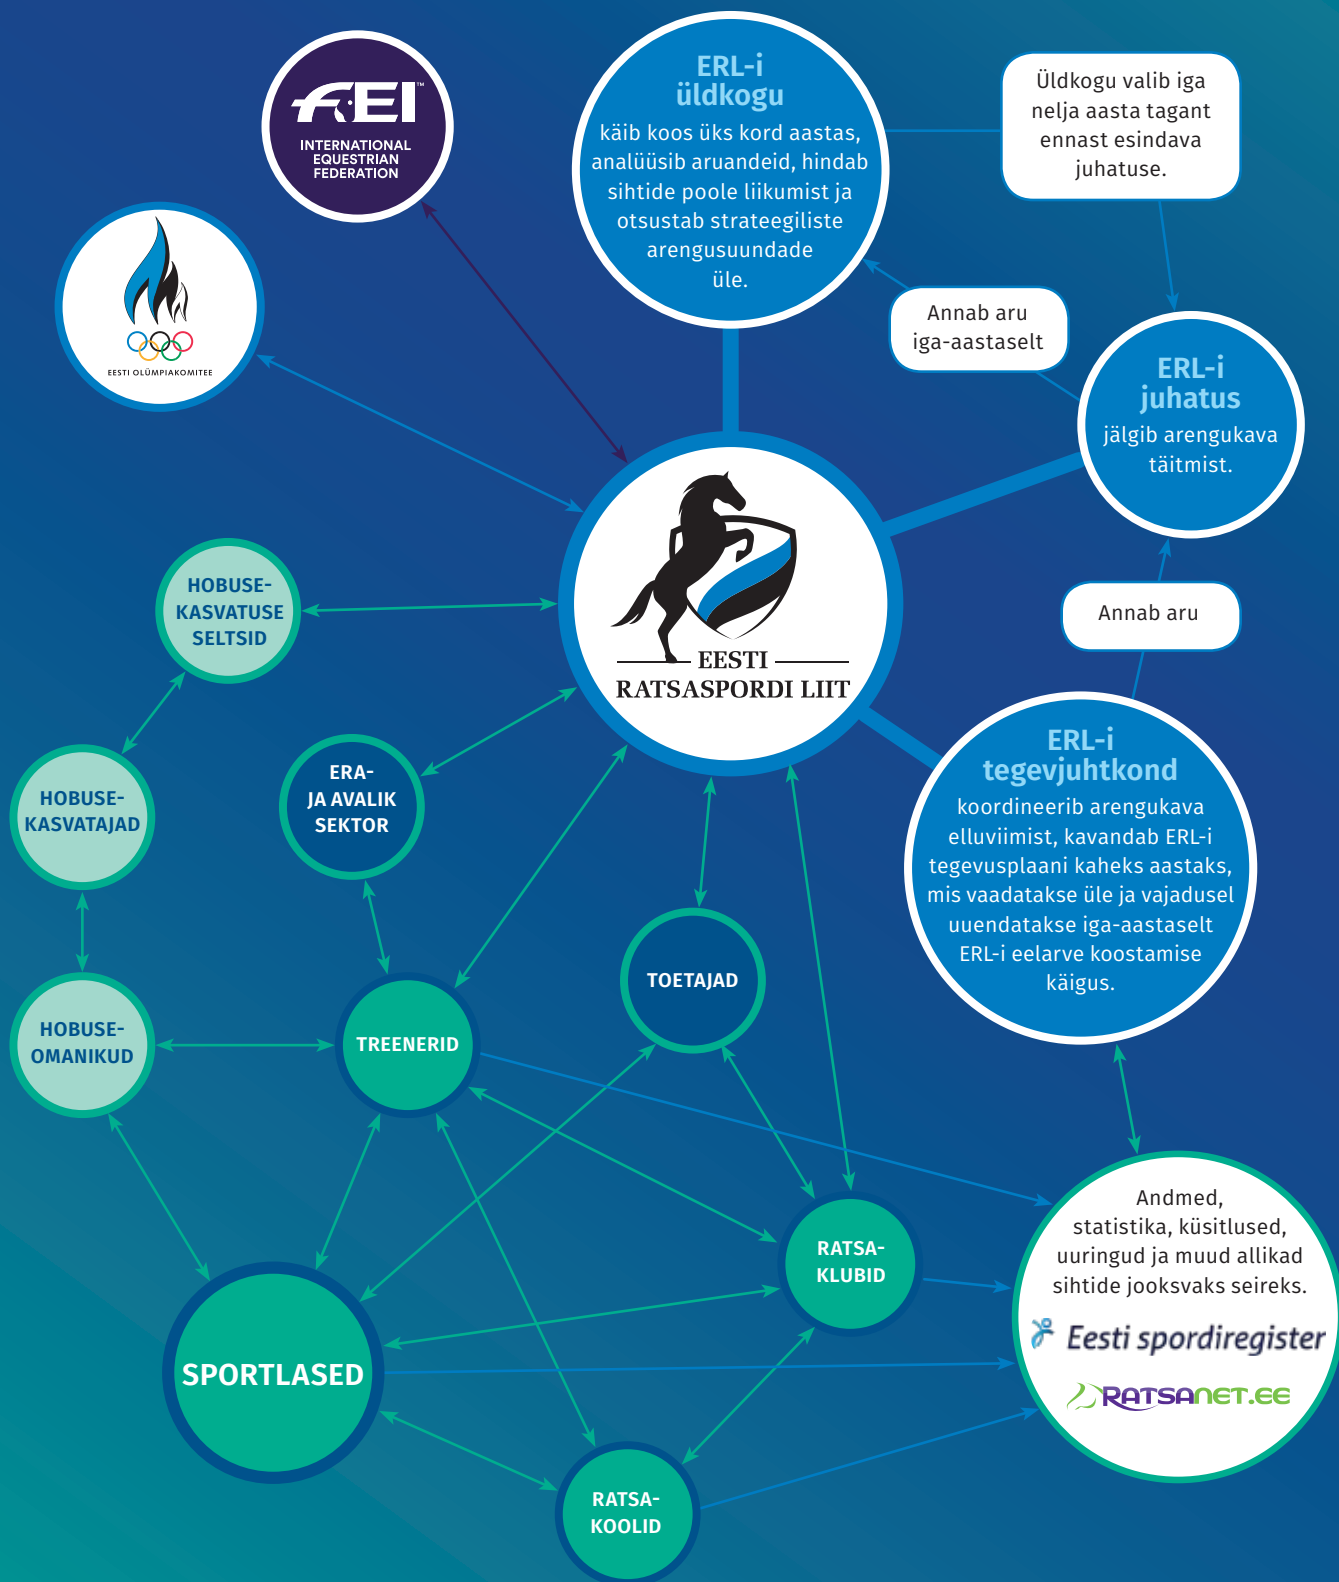 FEI
™
INTERNATIONAL
EQUESTRIAN
FEDERATION
EESTI OLÜMPIAKOMITEE
ERL-i
üldkogu
käib koos üks kord aastas,
analüüsib aruandeid, hindab
sihtide poole liikumist ja
otsustab strateegiliste
arengusuundade
üle.
Üldkogu valib iga
nelja aasta tagant
ennast esindava
juhatuse.
Annab aru
iga-aastaselt
ERL-i
juhatus
jälgib arengukava
täitmist.
Annab aru
EESTI
RATSASPORDI LIIT
ERL-i
tegevjuhtkond
koordineerib arengukava
elluviimist, kavandab ERL-i
tegevusplaani kaheks aastaks,
mis vaadatakse üle ja vajadusel
uuendatakse iga-aastaselt
ERL-i eelarve koostamise
käigus.
HOBUSE-
KASVATUSE
SELTSID
HOBUSE-
KASVATAJAD
ERA-
JA AVALIK
SEKTOR
HOBUSE-
OMANIKUD
TREENERID
TOETAJAD
RATSA-
KLUBID
SPORTLASED
RATSA-
KOOLID
Andmed,
statistika, küsitlused,
uuringud ja muud allikad
sihtide jooksvaks seireks.
Eesti spordiregister
RATSANET.EE